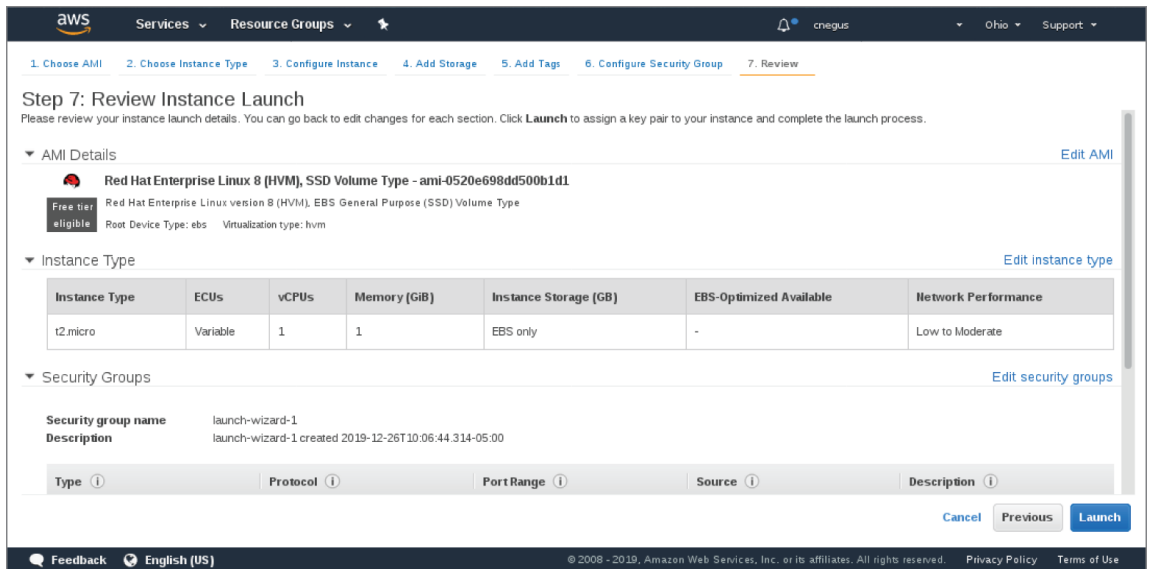 aws Services Resource Groups cnegus Ohio Support
1. Choose AMI 2. Choose Instance Type 3. Configure Instance 4. Add Storage 5. Add Tags 6. Configure Security Group 7. Review
Step 7: Review Instance Launch
Please review your instance launch details. You can go back to edit changes for each section. Click Launch to assign a key pair to your instance and complete the launch process.
AMI Details Edit AMI
Red Hat Enterprise Linux 8 (HVM), SSD Volume Type - ami-0520e698dd500b1d1
Free tier eligible
Red Hat Enterprise Linux version 8 (HVM), EBS General Purpose (SSD) Volume Type
Root Device Type: ebs Virtualization type: hvm
Instance Type Edit instance type
Instance Type ECUs vCPUs Memory (GiB) Instance Storage (GB) EBS-Optimized Available Network Performance
t2.micro Variable 1 1 EBS only - Low to Moderate
Security Groups Edit security groups
Security group name launch-wizard-1
Description launch-wizard-1 created 2019-12-26T10:06:44.314-05:00
Type i Protocol i Port Range i Source i Description i
Cancel Previous Launch
Feedback English (US) © 2008 - 2019, Amazon Web Services, Inc. or its affiliates. All rights reserved. Privacy Policy Terms of Use